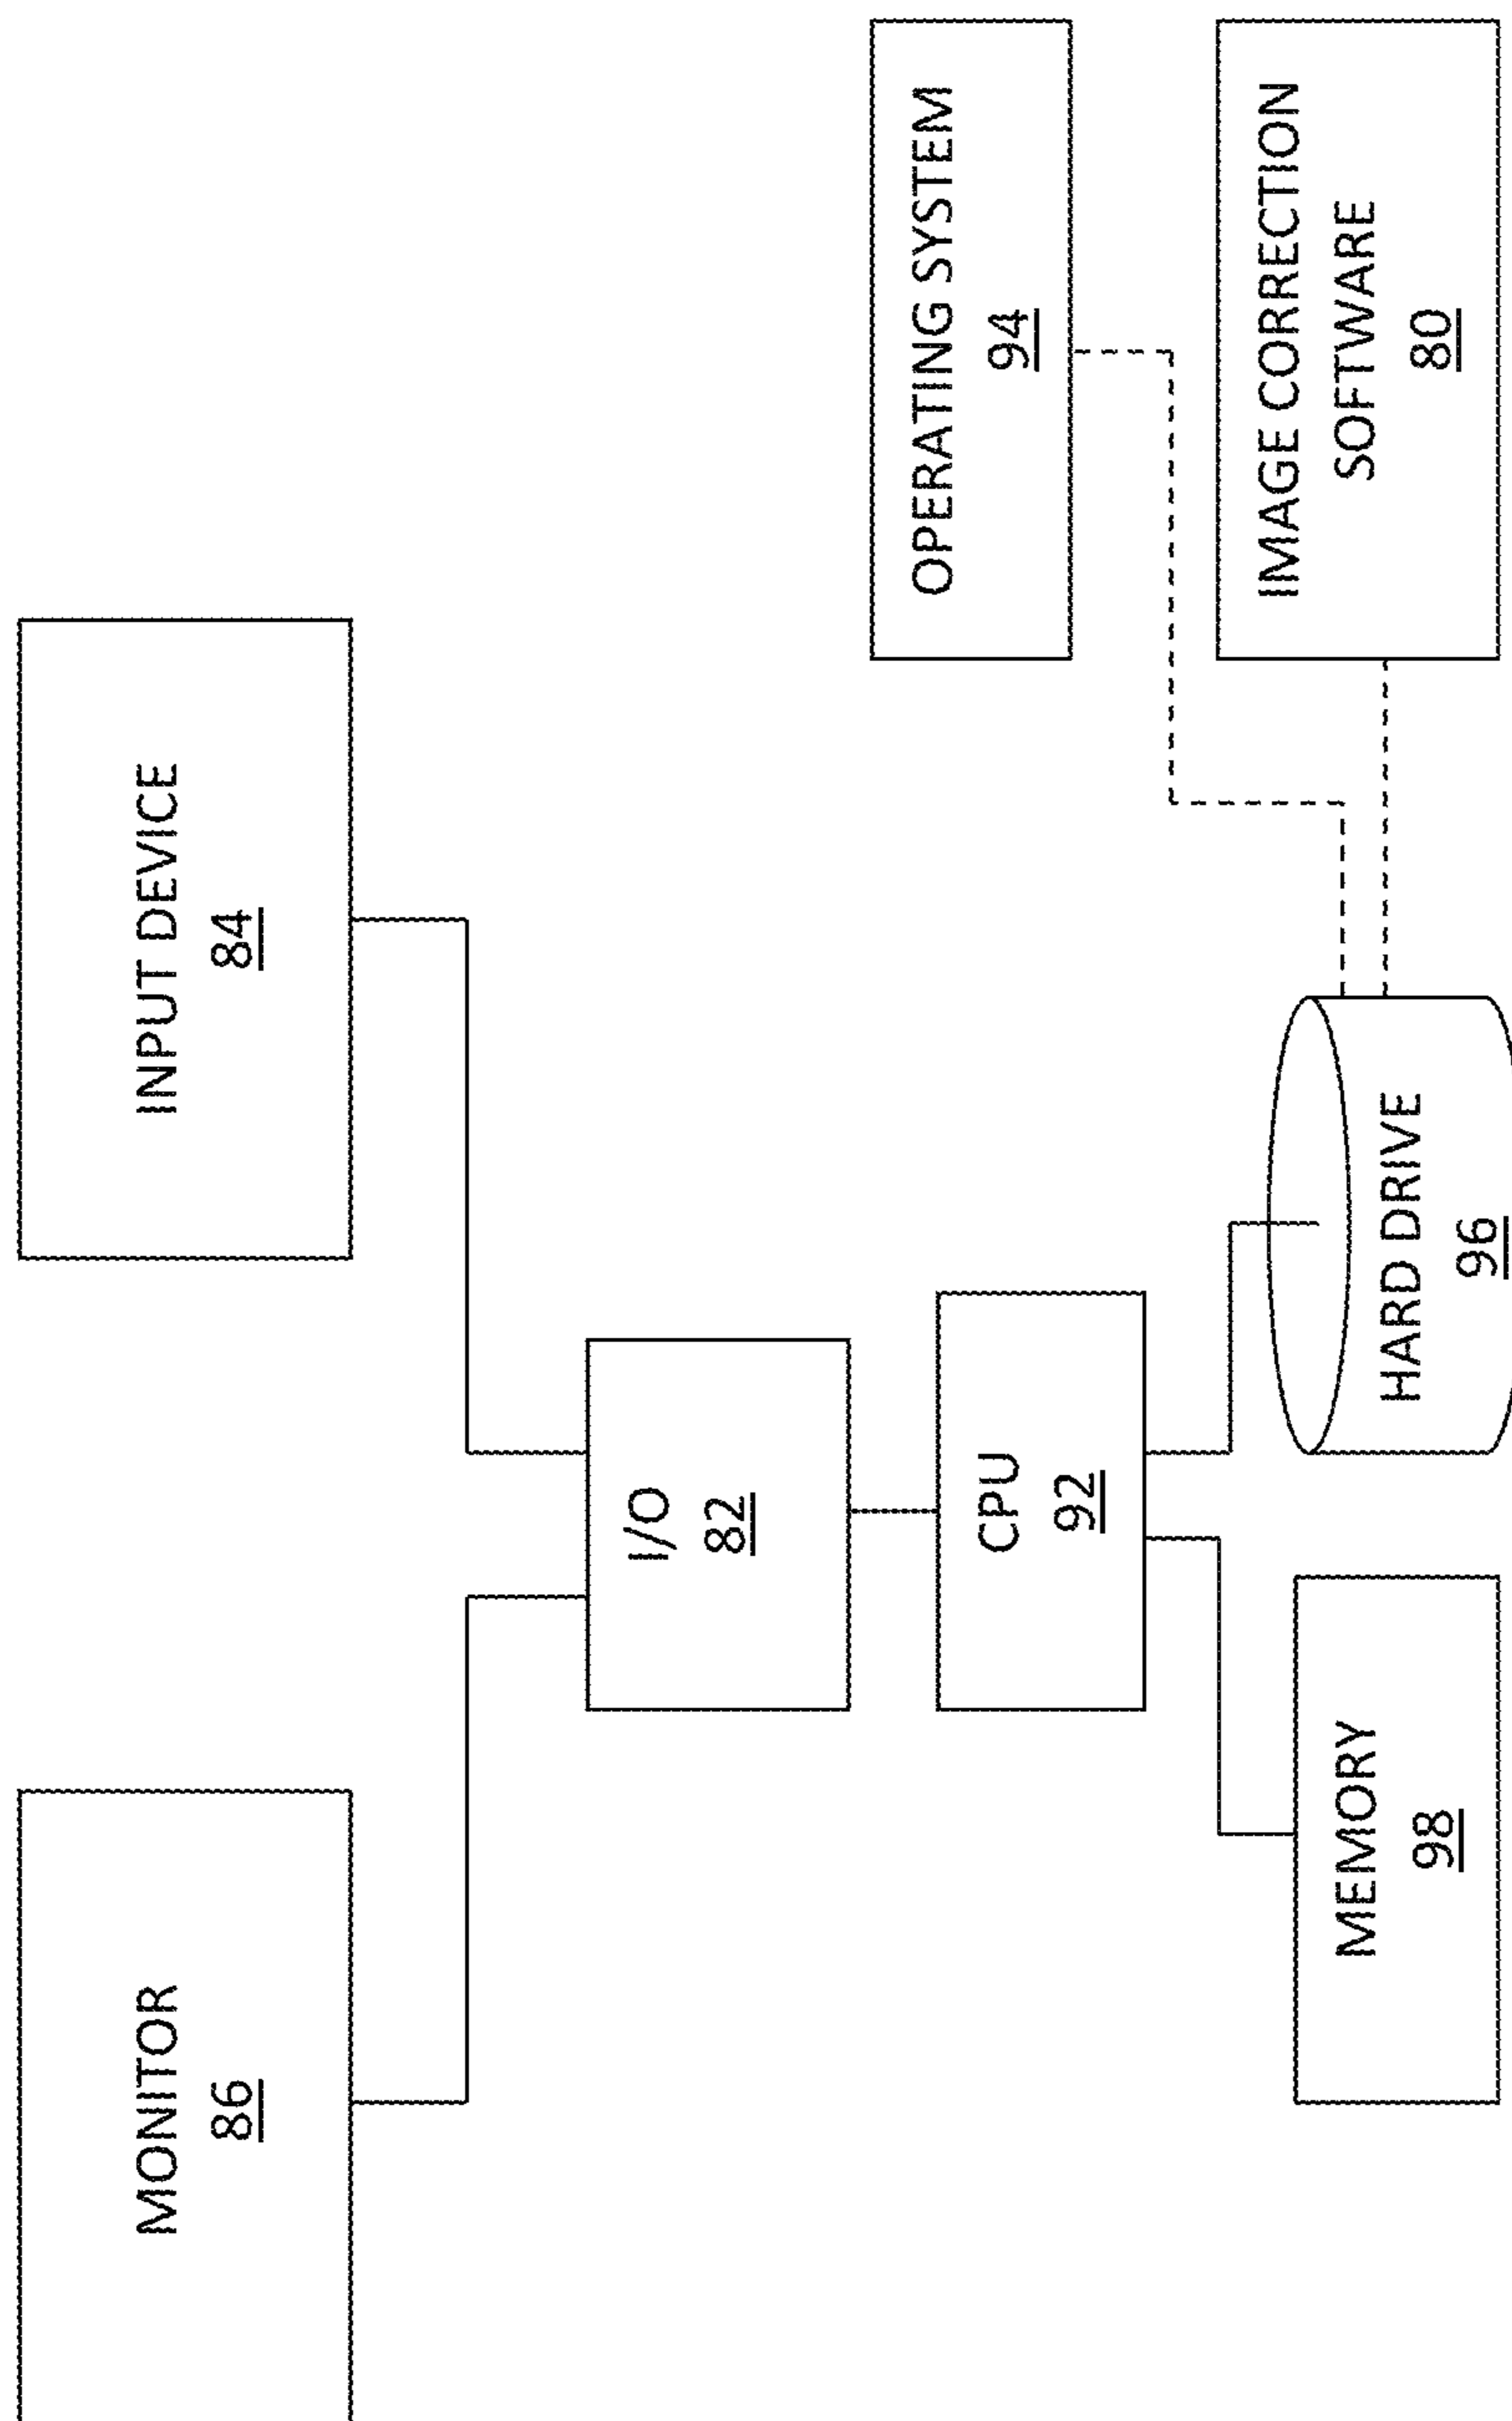 MONITOR
86
INPUT DEVICE
84
I/O
82
CPU
92
MEMORY
98
HARD DRIVE
96
OPERATING SYSTEM
94
IMAGE CORRECTION
SOFTWARE
80